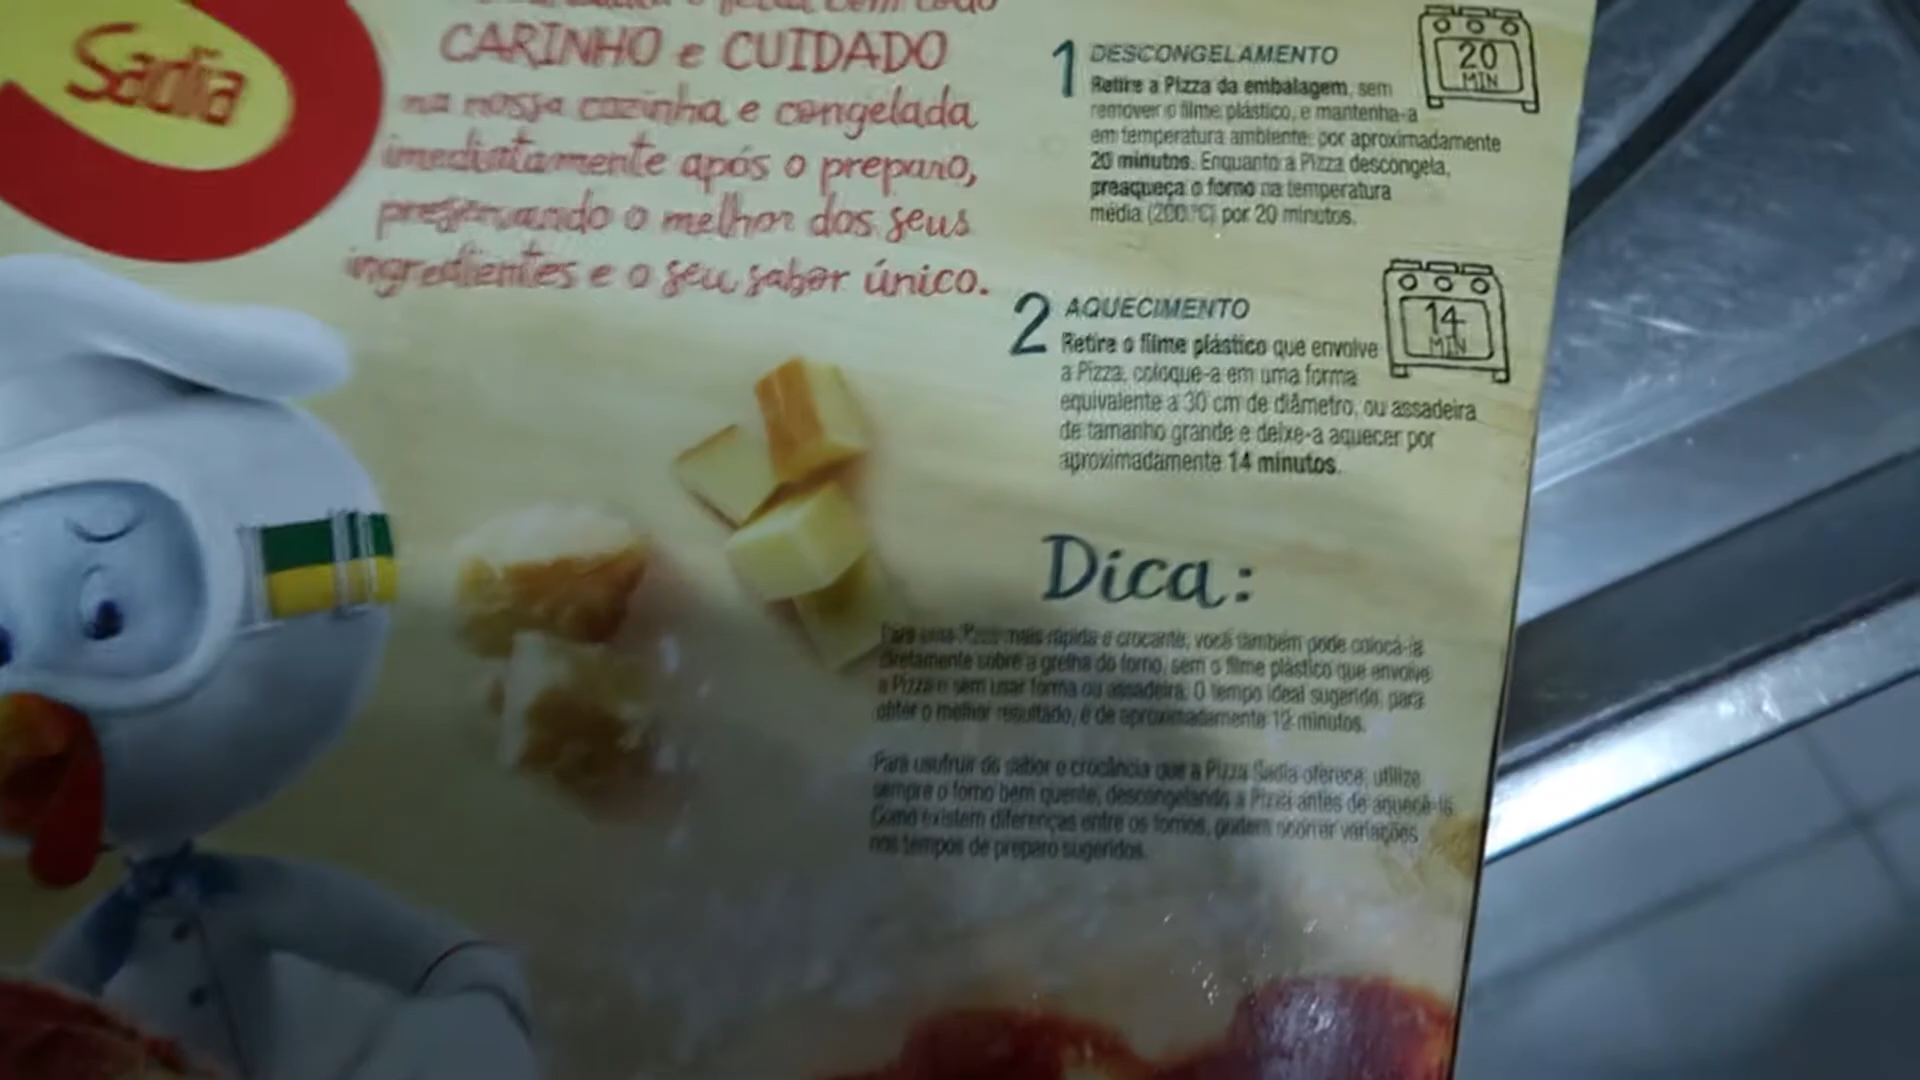 Sadia
CARINHO e CUIDADO
na nossa cozinha e congelada
imediatamente após o preparo,
preservando o melhor dos seus
ingredientes e o seu sabor único.
1 DESCONGELAMENTO
20
MIN
Retire a Pizza da embalagem, sem
remover o filme plástico, e mantenha-a
em temperatura ambiente por aproximadamente
20 minutos. Enquanto a Pizza descongela,
preaqueça o forno na temperatura
média (200 °C) por 20 minutos.
2 AQUECIMENTO
14
MIN
Retire o filme plástico que envolve
a Pizza, coloque-a em uma forma
equivalente a 30 cm de diâmetro, ou assadeira
de tamanho grande e deixe-a aquecer por
aproximadamente 14 minutos.
Dica:
Para uma Pizza mais rápida e crocante, você também pode colocá-la
diretamente sobre a grelha do forno, sem o filme plástico que envolve
a Pizza e sem usar forma ou assadeira. O tempo ideal sugerido, para
obter o melhor resultado, é de aproximadamente 12 minutos.
Para usufruir do sabor e crocância que a Pizza Sadia oferece, utilize
sempre o forno bem quente, descongelando a Pizza antes de aquecê-la.
Como existem diferenças entre os fornos, podem ocorrer variações
nos tempos de preparo sugeridos.